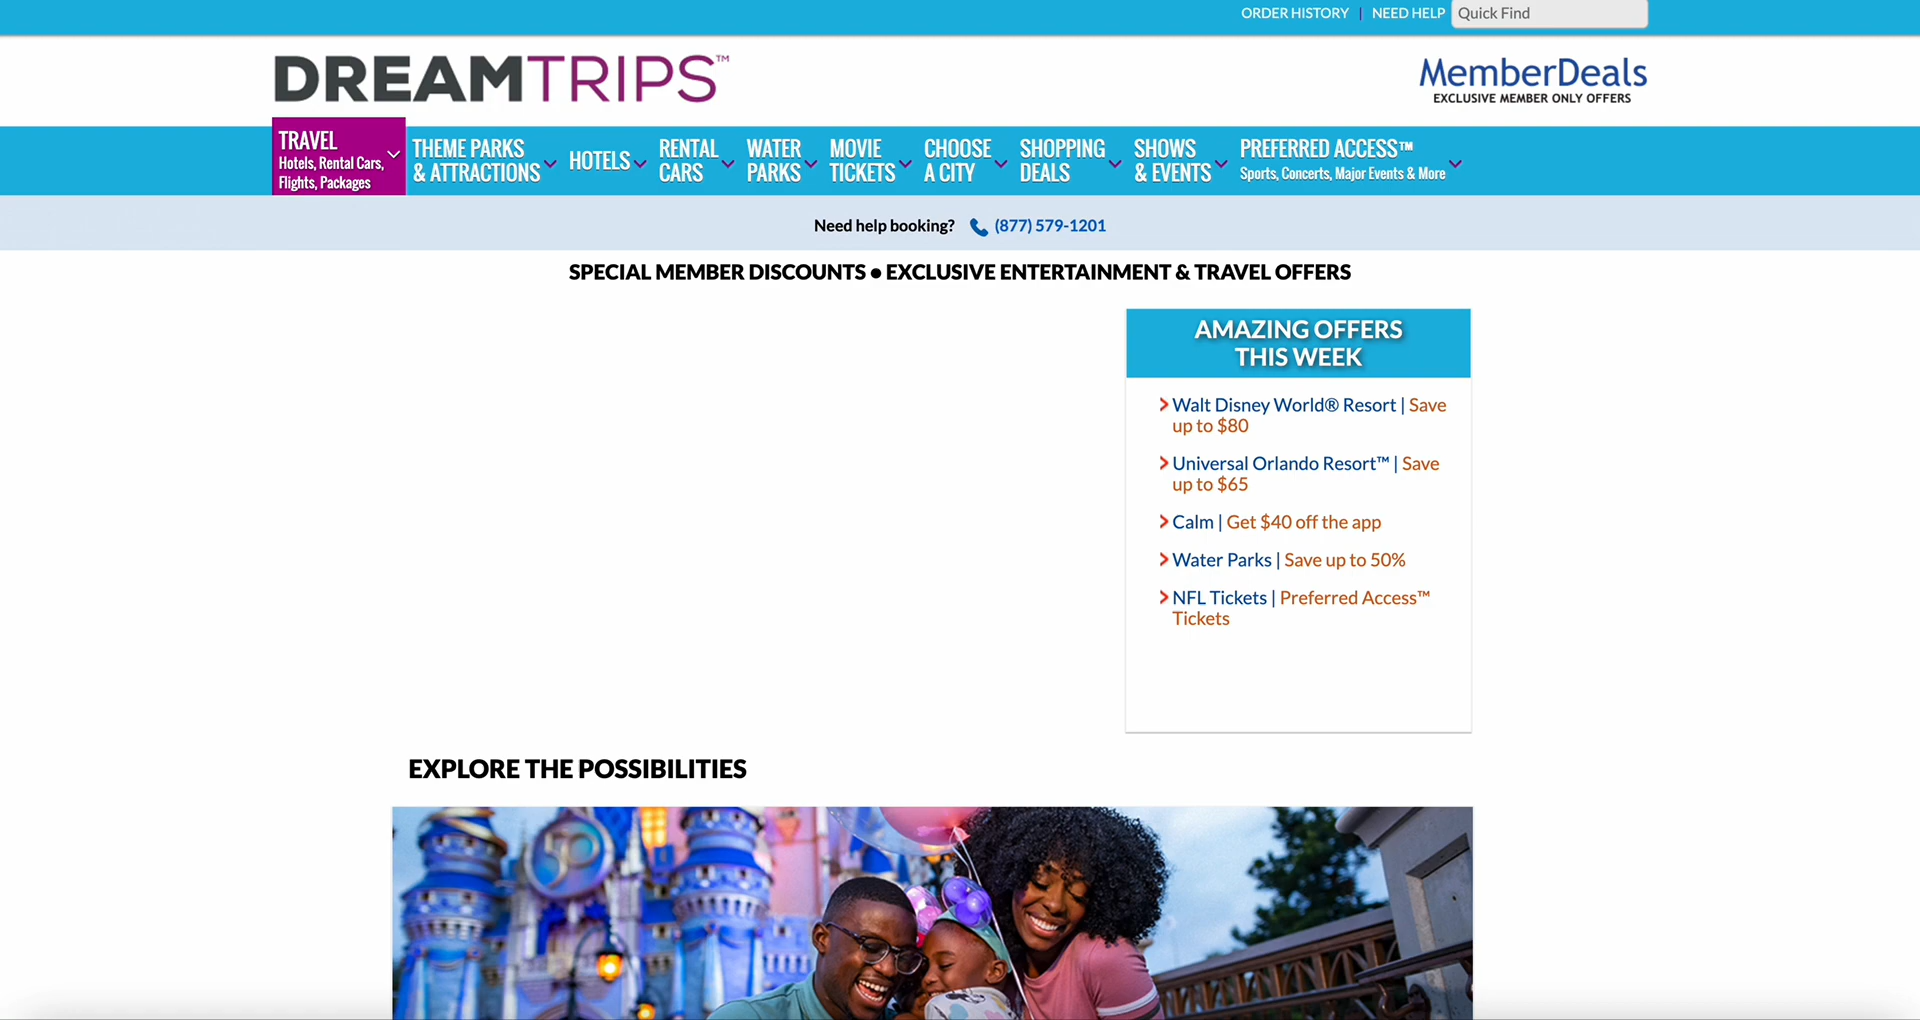 ORDER HISTORY | NEED HELP Quick Find
DREAMTRIPS™
MemberDeals
EXCLUSIVE MEMBER ONLY OFFERS
TRAVEL
Hotels, Rental Cars,
Flights, Packages
THEME PARKS
& ATTRACTIONS
HOTELS
RENTAL
CARS
WATER
PARKS
MOVIE
TICKETS
CHOOSE
A CITY
SHOPPING
DEALS
SHOWS
& EVENTS
PREFERRED ACCESS™
Sports, Concerts, Major Events & More
Need help booking? (877) 579-1201
SPECIAL MEMBER DISCOUNTS ● EXCLUSIVE ENTERTAINMENT & TRAVEL OFFERS
AMAZING OFFERS
THIS WEEK
Walt Disney World® Resort | Save
up to $80
Universal Orlando Resort™ | Save
up to $65
Calm | Get $40 off the app
Water Parks | Save up to 50%
NFL Tickets | Preferred Access™
Tickets
EXPLORE THE POSSIBILITIES
50